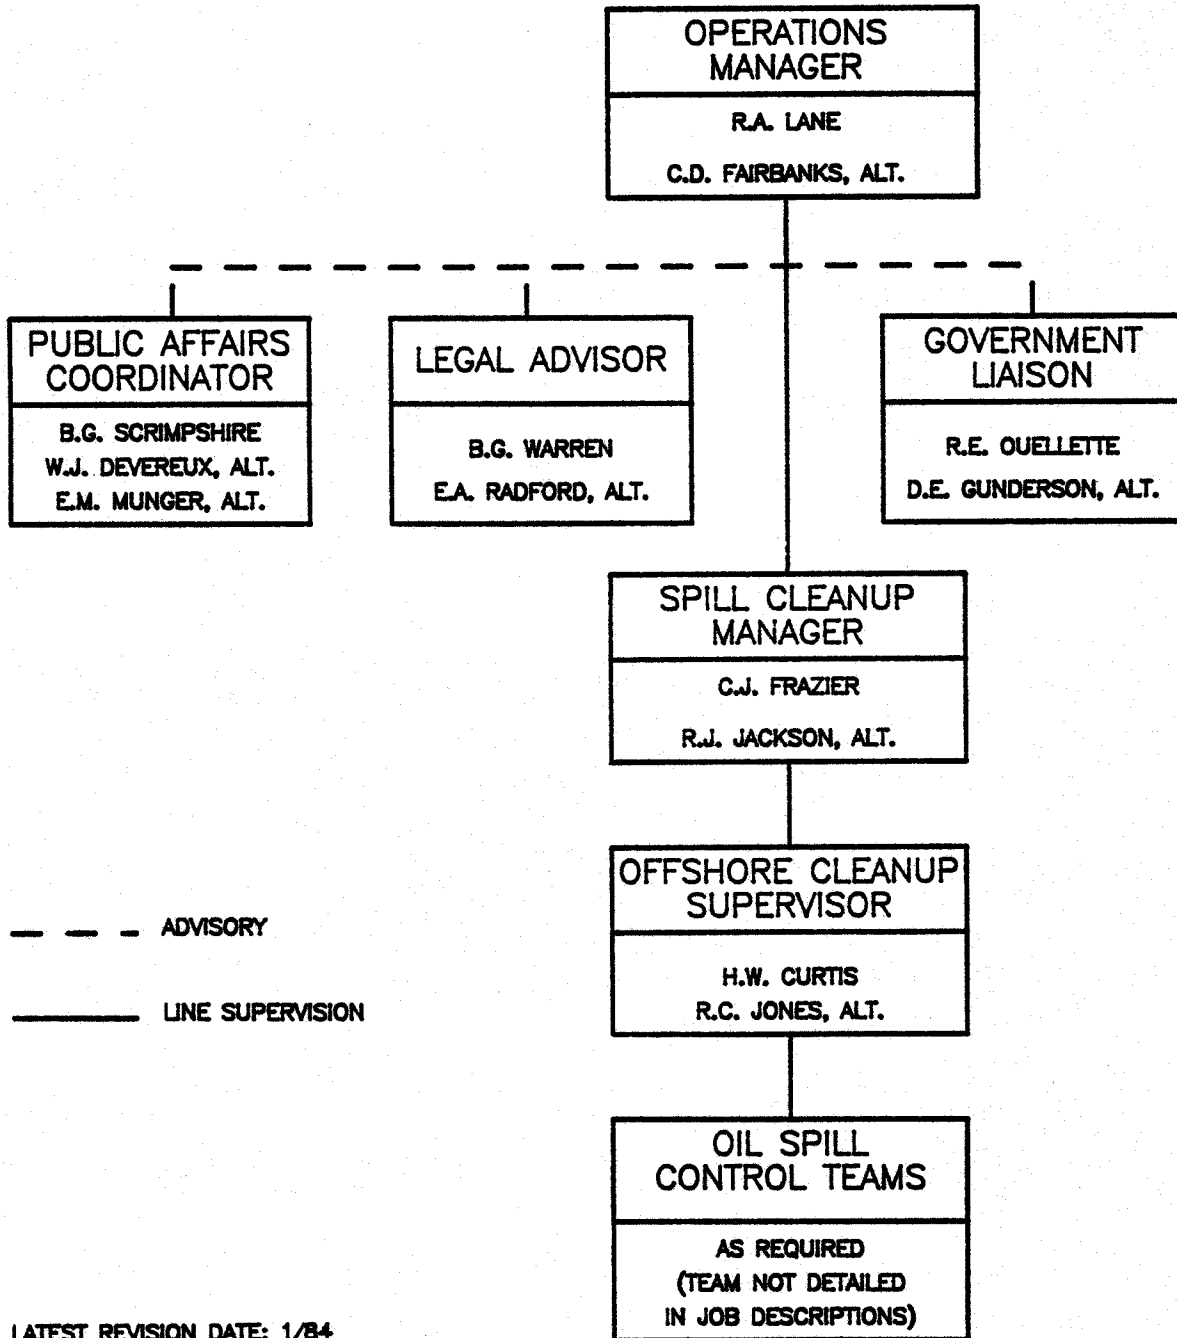 OPERATIONS
MANAGER
R.A. LANE
C.D. FAIRBANKS, ALT.
PUBLIC AFFAIRS
COORDINATOR
B.G. SCRIMPSHIRE
W.J. DEVEREUX, ALT.
E.M. MUNGER, ALT.
LEGAL ADVISOR
B.G. WARREN
E.A. RADFORD, ALT.
GOVERNMENT
LIAISON
R.E. OUELLETTE
D.E. GUNDERSON, ALT.
SPILL CLEANUP
MANAGER
C.J. FRAZIER
R.J. JACKSON, ALT.
OFFSHORE CLEANUP
SUPERVISOR
H.W. CURTIS
R.C. JONES, ALT.
ADVISORY
LINE SUPERVISION
OIL SPILL
CONTROL TEAMS
AS REQUIRED
(TEAM NOT DETAILED
IN JOB DESCRIPTIONS)
LATEST REVISION DATE: 1/84